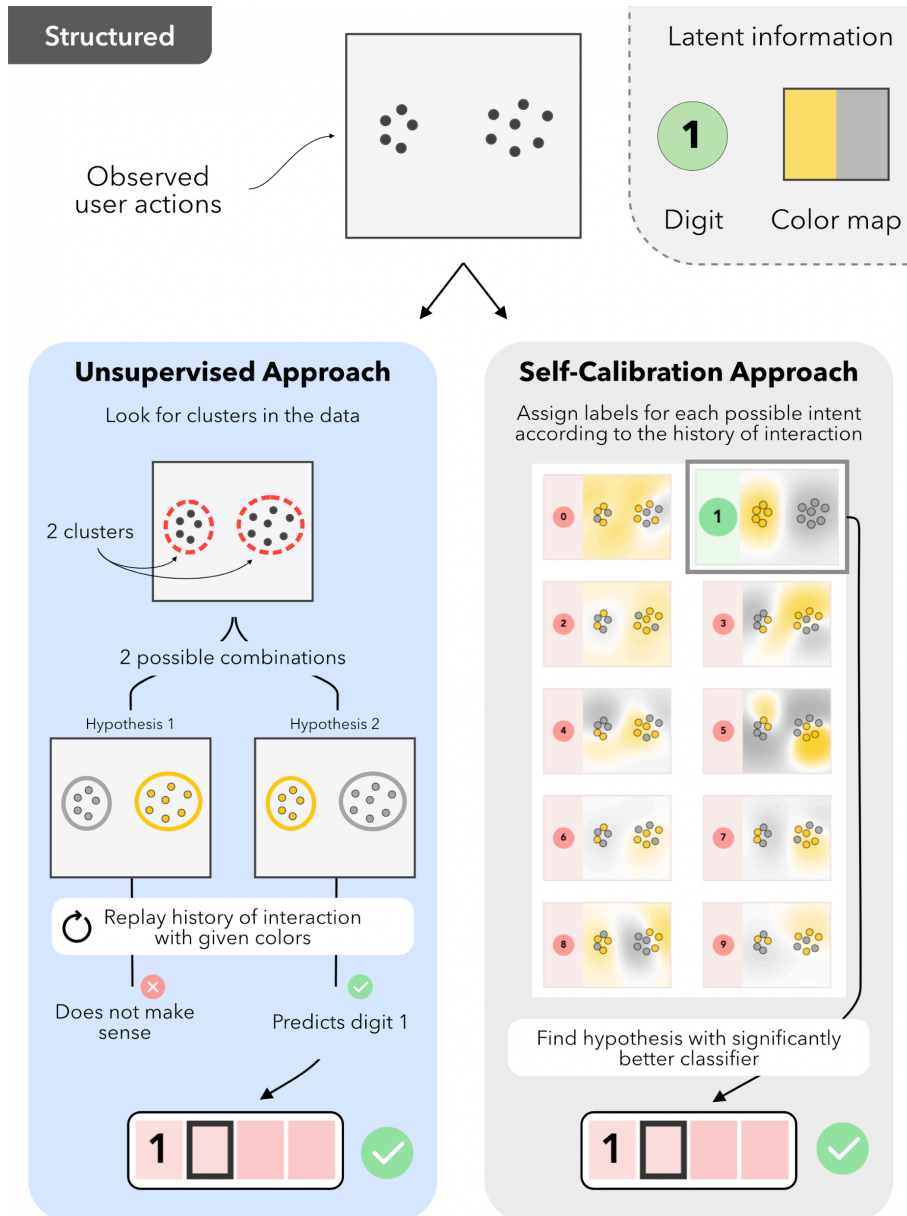 Structured
Latent information
1
Digit
Color map
Observed
user actions
Unsupervised Approach
Look for clusters in the data
2 clusters
2 possible combinations
Hypothesis 1
Hypothesis 2
Replay history of interaction
with given colors
Does not make
sense
Predicts digit 1
1
Self-Calibration Approach
Assign labels for each possible intent
according to the history of interaction
0
1
2
3
4
5
6
7
8
9
Find hypothesis with significantly
better classifier
1